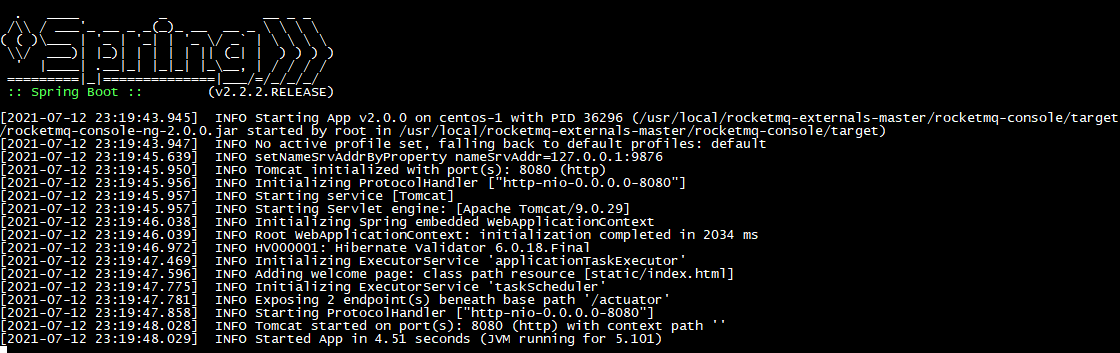 .   ____          _            __ _ _
 /\\ / ___'_ __ _ _(_)_ __  __ _ \ \ \ \
( ( )\___ | '_ | '_| | '_ \/ _` | \ \ \ \
 \\/  ___)| |_)| | | | | || (_| |  ) ) ) )
  '  |____| .__|_| |_|_| |_\__, | / / / /
 =========|_|==============|___/=/_/_/_/
 :: Spring Boot ::        (v2.2.2.RELEASE)

[2021-07-12 23:19:43.945]  INFO Starting App v2.0.0 on centos-1 with PID 36296 (/usr/local/rocketmq-externals-master/rocketmq-console/target
/rocketmq-console-ng-2.0.0.jar started by root in /usr/local/rocketmq-externals-master/rocketmq-console/target)
[2021-07-12 23:19:43.947]  INFO No active profile set, falling back to default profiles: default
[2021-07-12 23:19:45.639]  INFO setNameSrvAddrByProperty nameSrvAddr=127.0.0.1:9876
[2021-07-12 23:19:45.950]  INFO Tomcat initialized with port(s): 8080 (http)
[2021-07-12 23:19:45.956]  INFO Initializing ProtocolHandler ["http-nio-0.0.0.0-8080"]
[2021-07-12 23:19:45.957]  INFO Starting service [Tomcat]
[2021-07-12 23:19:45.957]  INFO Starting Servlet engine: [Apache Tomcat/9.0.29]
[2021-07-12 23:19:46.038]  INFO Initializing Spring embedded WebApplicationContext
[2021-07-12 23:19:46.039]  INFO Root WebApplicationContext: initialization completed in 2034 ms
[2021-07-12 23:19:46.972]  INFO HV000001: Hibernate Validator 6.0.18.Final
[2021-07-12 23:19:47.469]  INFO Initializing ExecutorService 'applicationTaskExecutor'
[2021-07-12 23:19:47.596]  INFO Adding welcome page: class path resource [static/index.html]
[2021-07-12 23:19:47.775]  INFO Initializing ExecutorService 'taskScheduler'
[2021-07-12 23:19:47.781]  INFO Exposing 2 endpoint(s) beneath base path '/actuator'
[2021-07-12 23:19:47.858]  INFO Starting ProtocolHandler ["http-nio-0.0.0.0-8080"]
[2021-07-12 23:19:48.028]  INFO Tomcat started on port(s): 8080 (http) with context path ''
[2021-07-12 23:19:48.029]  INFO Started App in 4.51 seconds (JVM running for 5.101)